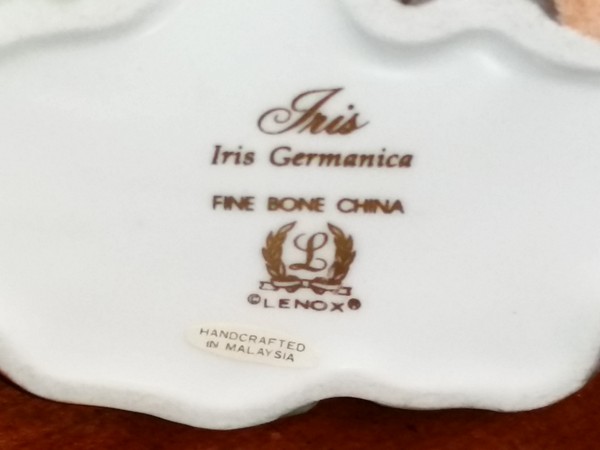 Iris
Iris Germanica
FINE BONE CHINA
L
©LENOX®
HANDCRAFTED
IN MALAYSIA